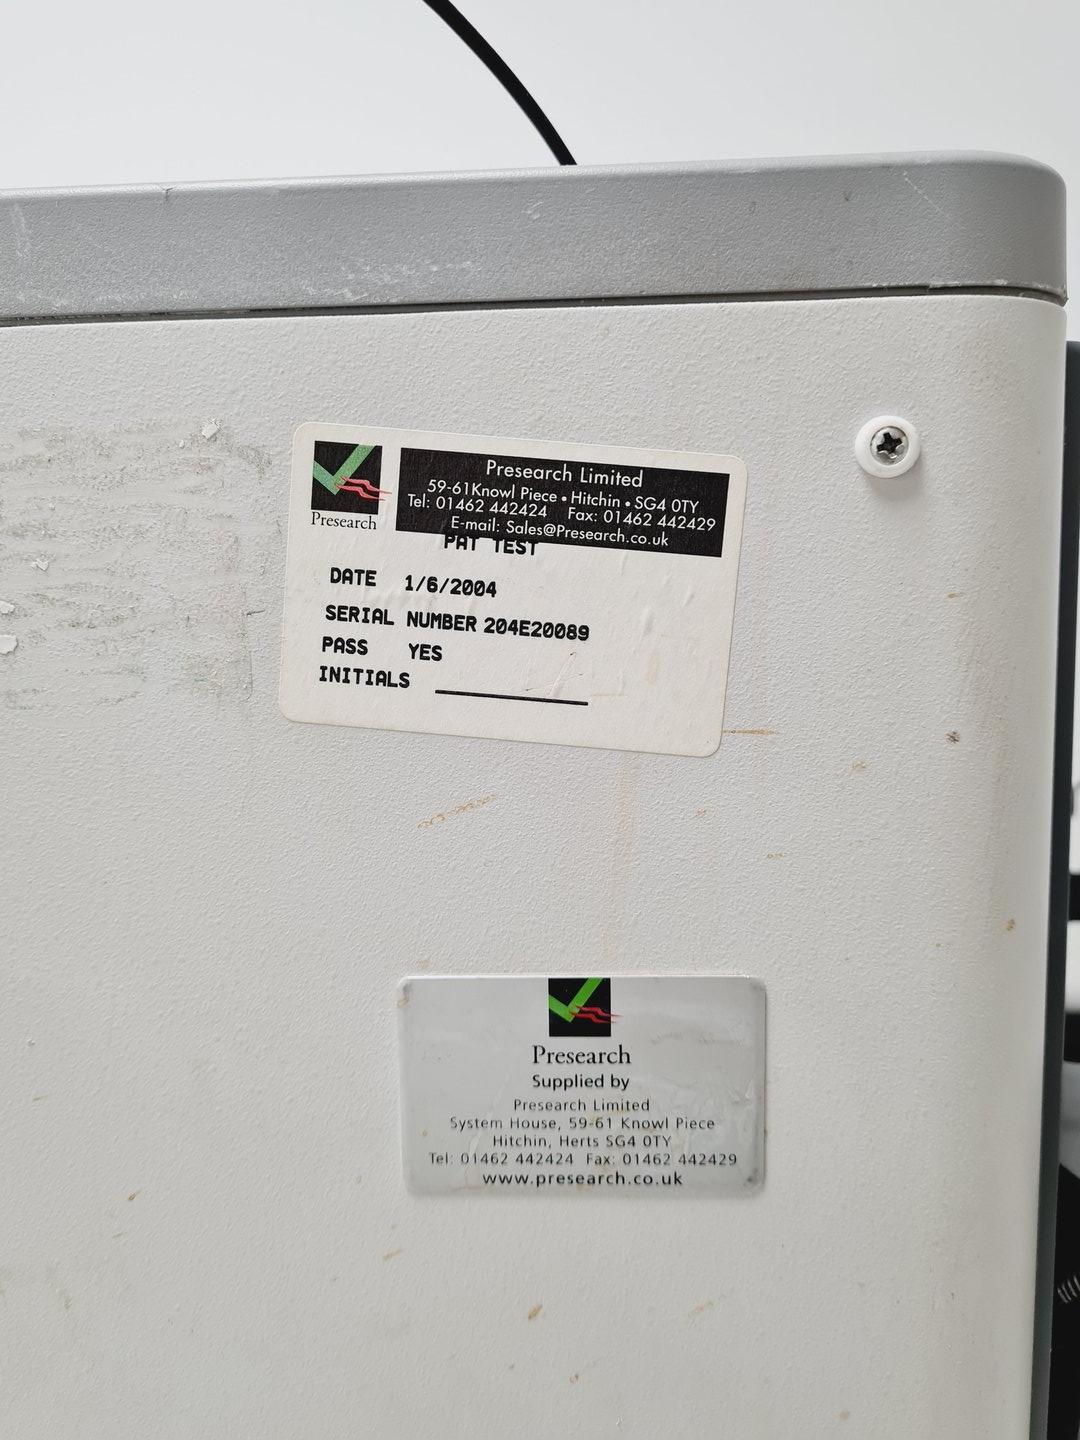 Presearch
Presearch Limited
59-61 Knowl Piece • Hitchin • SG4 0TY
Tel: 01462 442424 Fax: 01462 442429
E-mail: Sales@Presearch.co.uk
PAT TEST
DATE 1/6/2004
SERIAL NUMBER 204E20089
PASS YES
INITIALS
Presearch
Supplied by
Presearch Limited
System House, 59-61 Knowl Piece
Hitchin, Herts SG4 0TY
Tel: 01462 442424 Fax: 01462 442429
www.presearch.co.uk